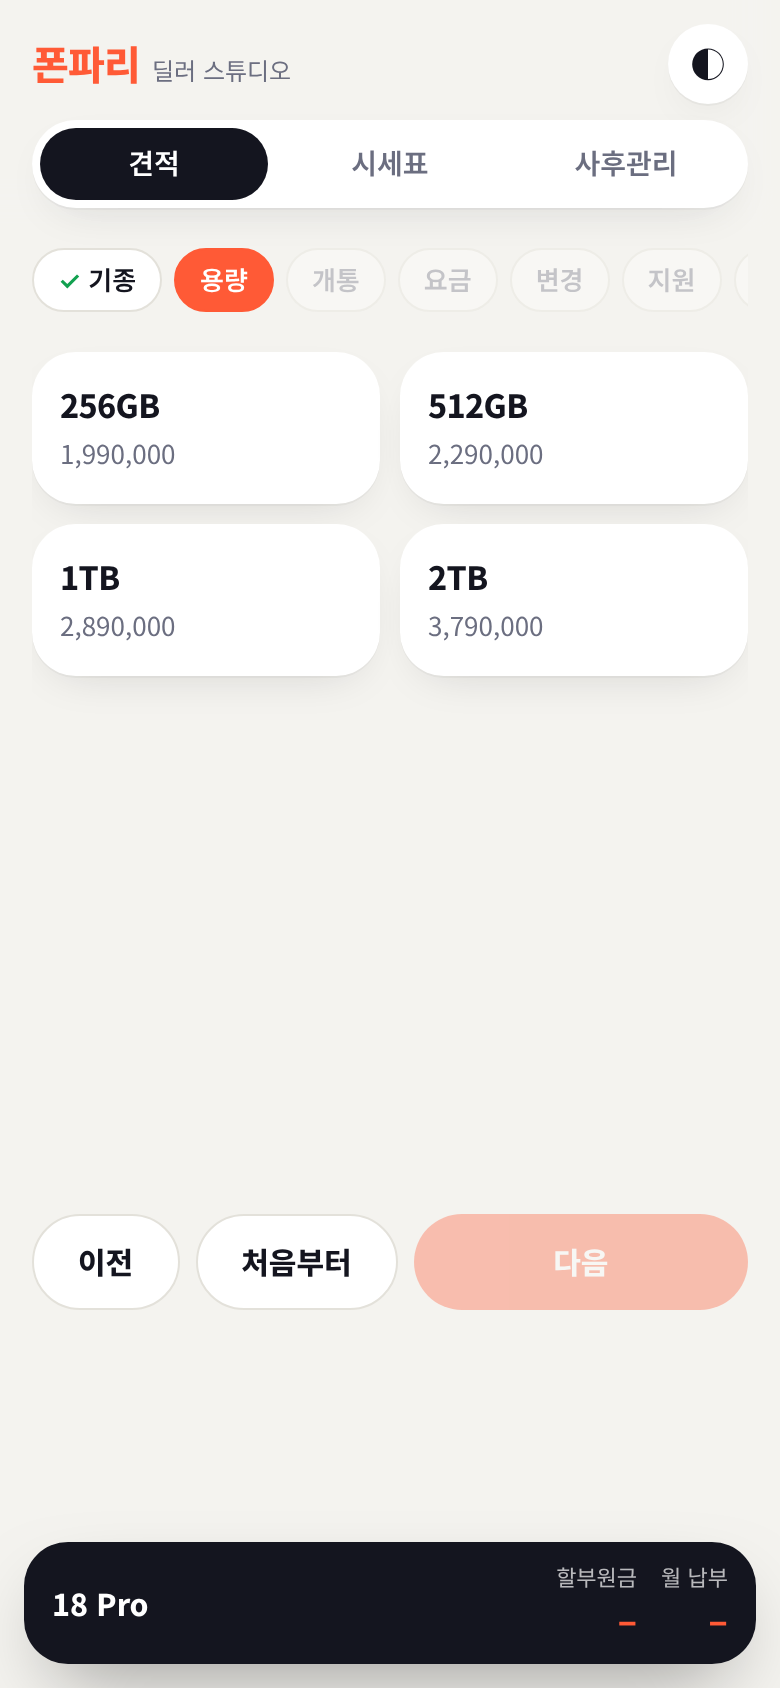 폰파리 딜러 스튜디오
견적 시세표 사후관리
기종 용량 개통 요금 변경 지원
256GB 512GB
1,990,000 2,290,000
1TB 2TB
2,890,000 3,790,000
이전 처음부터 다음
할부원금 월 납부
18 Pro
– –